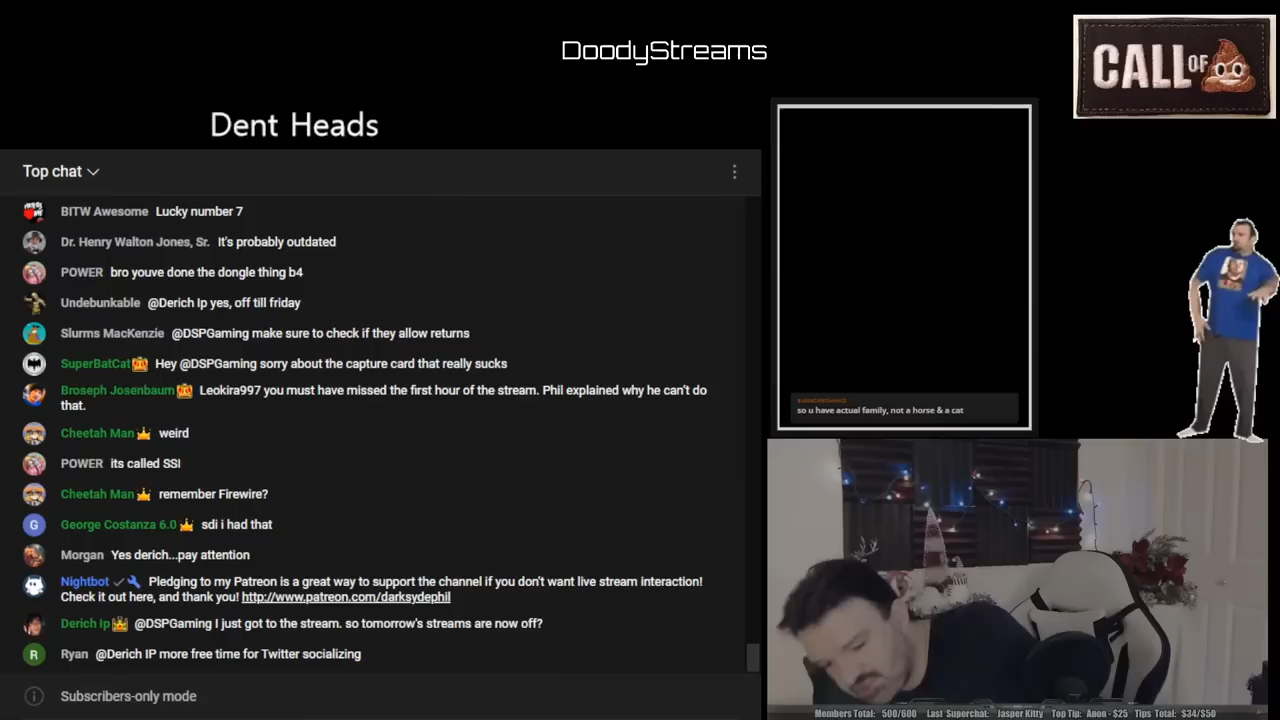 DoodyStreams
CALL OF
Dent Heads
Top chat
BITW Awesome Lucky number 7
Dr. Henry Walton Jones, Sr. It's probably outdated
POWER bro youve done the dongle thing b4
Undebunkable @Derich Ip yes, off till friday
Slurms MacKenzie @DSPGaming make sure to check if they allow returns
SuperBatCat Hey @DSPGaming sorry about the capture card that really sucks
Broseph Josenbaum Leokira997 you must have missed the first hour of the stream. Phil explained why he can't do
that.
Cheetah Man weird
POWER its called SSI
Cheetah Man remember Firewire?
G George Costanza 6.0 sdi i had that
Morgan Yes derich...pay attention
Nightbot Pledging to my Patreon is a great way to support the channel if you don't want live stream interaction!
Check it out here, and thank you! http://www.patreon.com/darksydephil
Derich Ip @DSPGaming I just got to the stream. so tomorrow's streams are now off?
R Ryan @Derich IP more free time for Twitter socializing
Subscribers-only mode
so u have actual family, not a horse & a cat
Members Total: 500/600 Last Superchat: Jasper Kitty Top Tip: Anon - $25 Tips Total: $34/$50